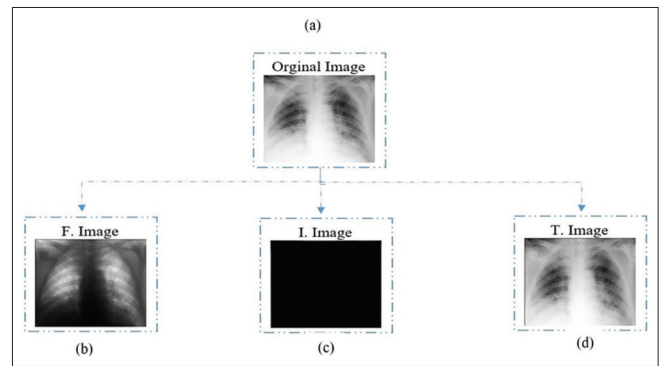 (a)
Orginal Image
F. Image
I. Image
T. Image
(b)
(c)
(d)